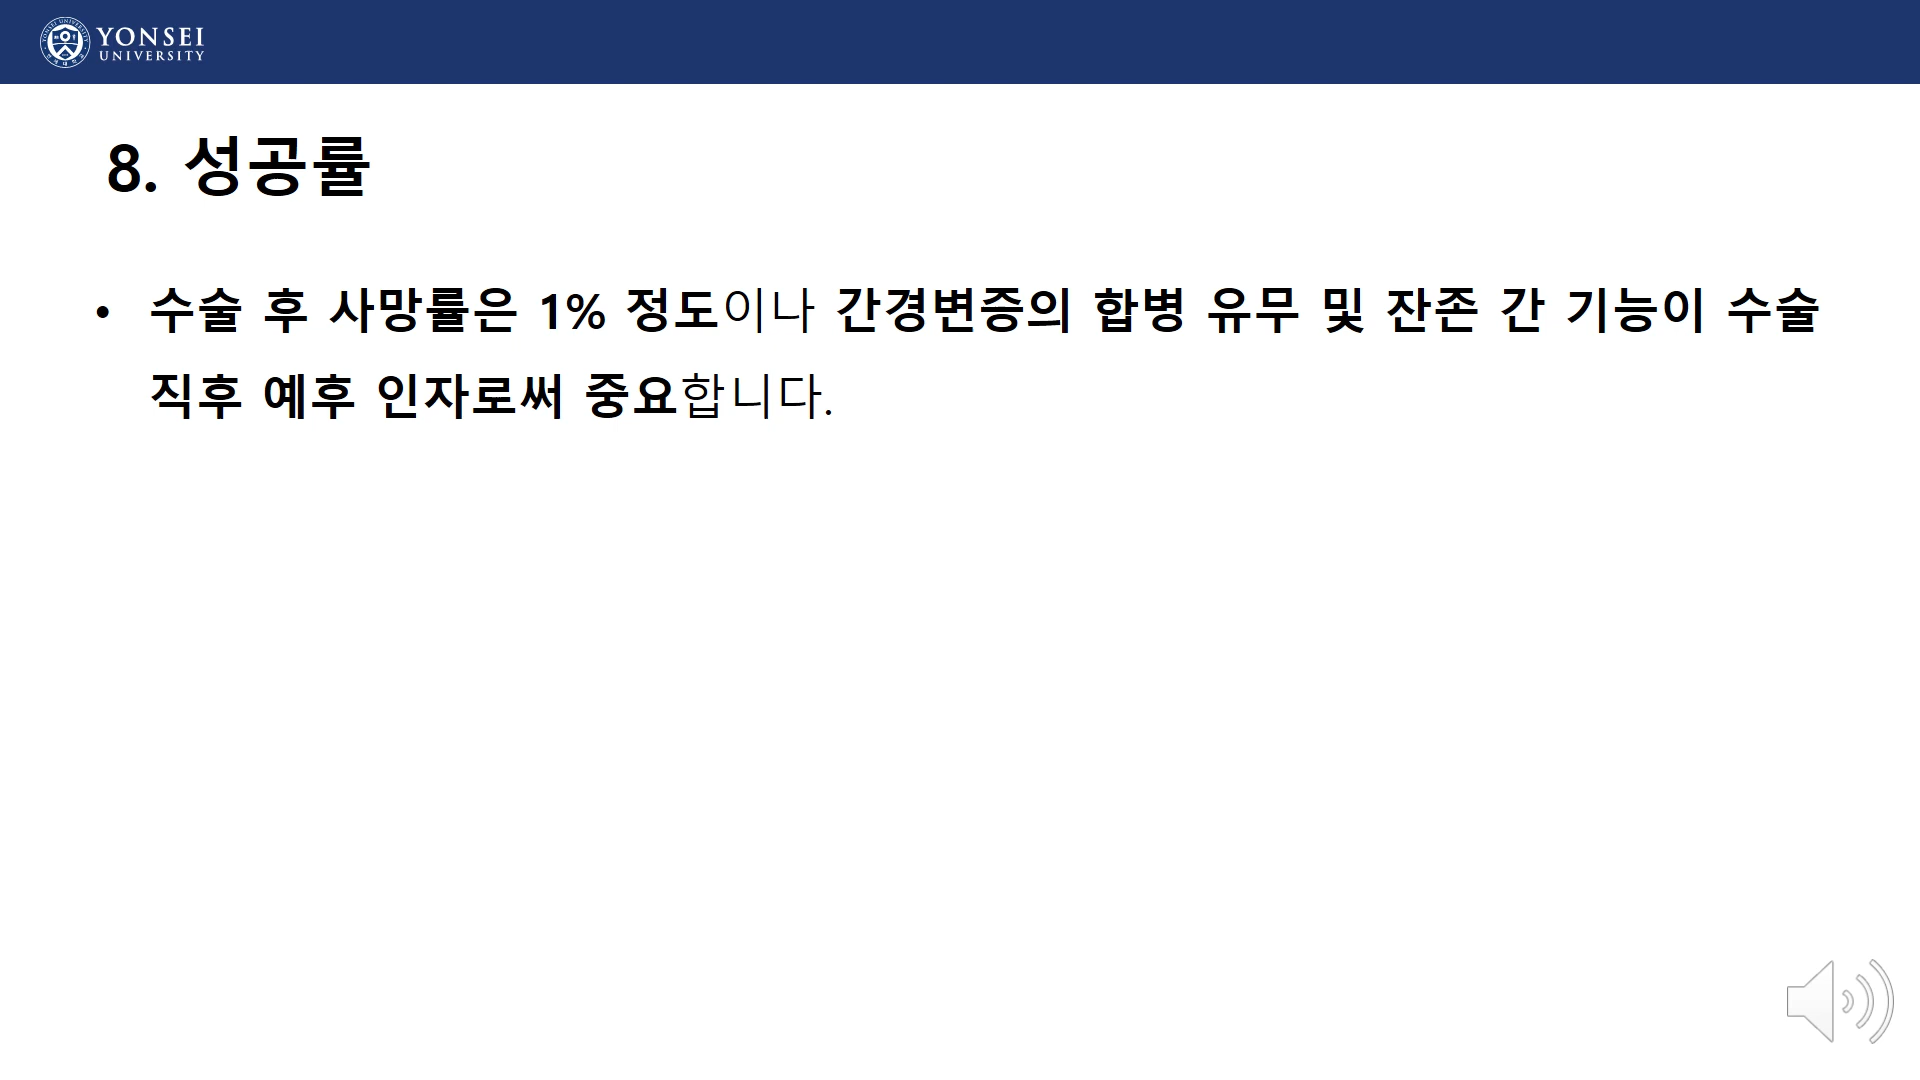 YONSEI
UNIVERSITY
8. 성공률
• 수술 후 사망률은 1% 정도이나 간경변증의 합병 유무 및 잔존 간 기능이 수술
직후 예후 인자로써 중요합니다.